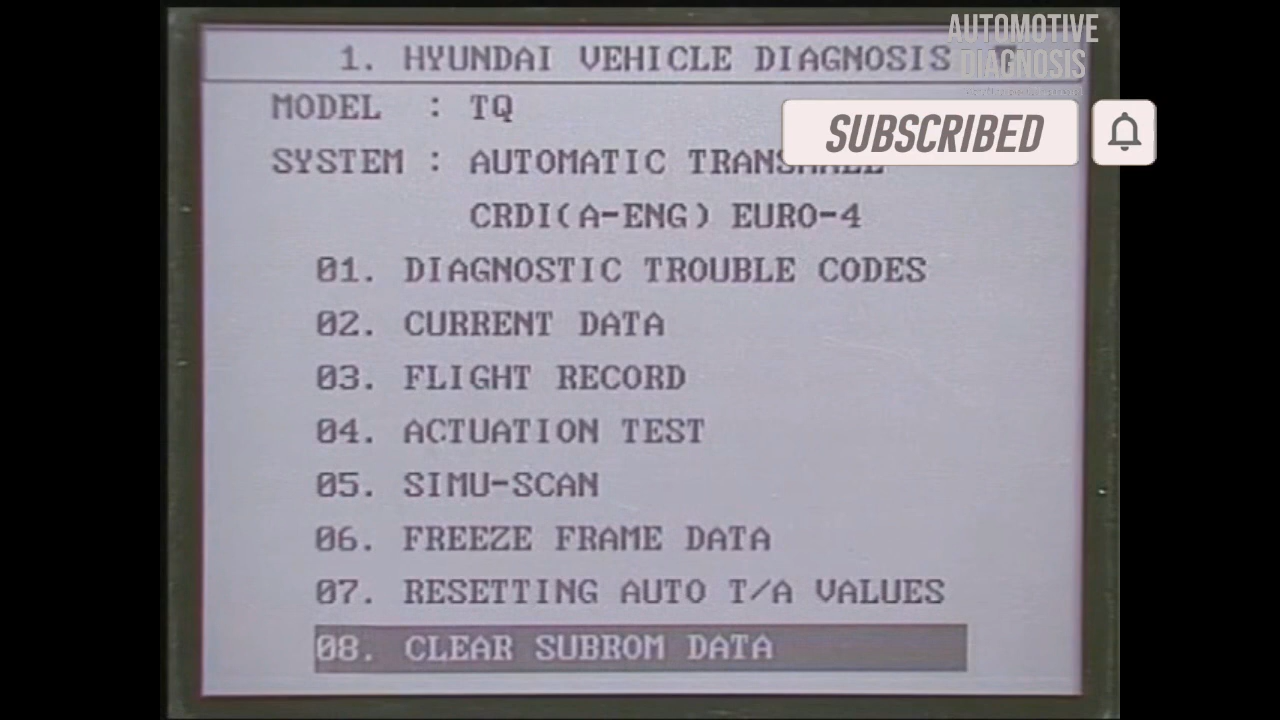 AUTOMOTIVE
DIAGNOSIS
1. HYUNDAI VEHICLE DIAGNOSIS
MODEL : TQ
SUBSCRIBED
SYSTEM : AUTOMATIC
CRDI(A-ENG) EURO-4
01. DIAGNOSTIC TROUBLE CODES
02. CURRENT DATA
03. FLIGHT RECORD
04. ACTUATION TEST
05. SIMU-SCAN
06. FREEZE FRAME DATA
07. RESETTING AUTO T/A VALUES
08. CLEAR SUBROM DATA